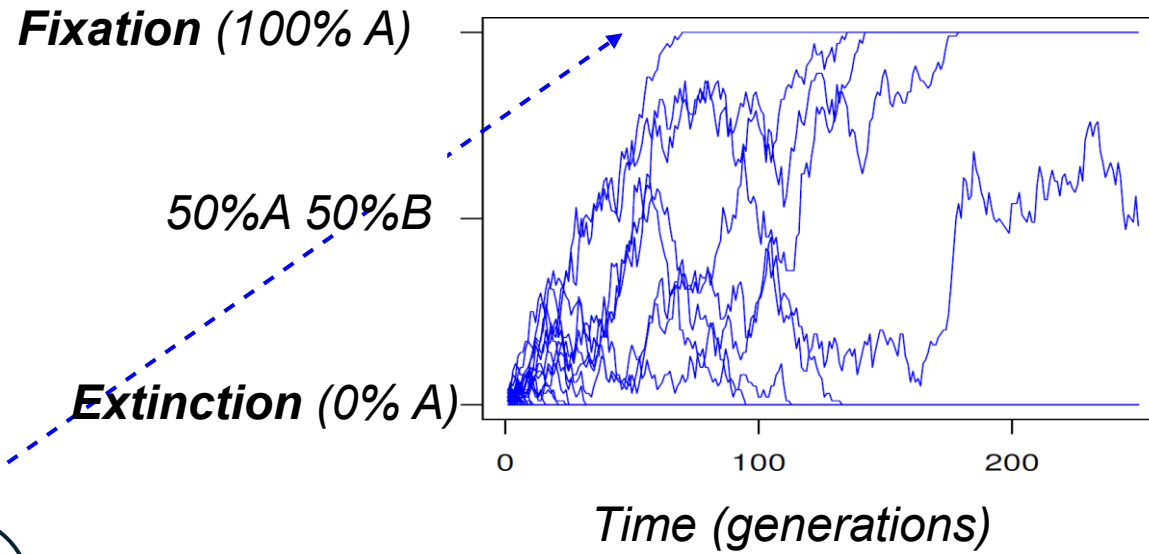 Fixation (100% A)
50%A 50%B
Extinction (0% A)
0 100 200
Time (generations)